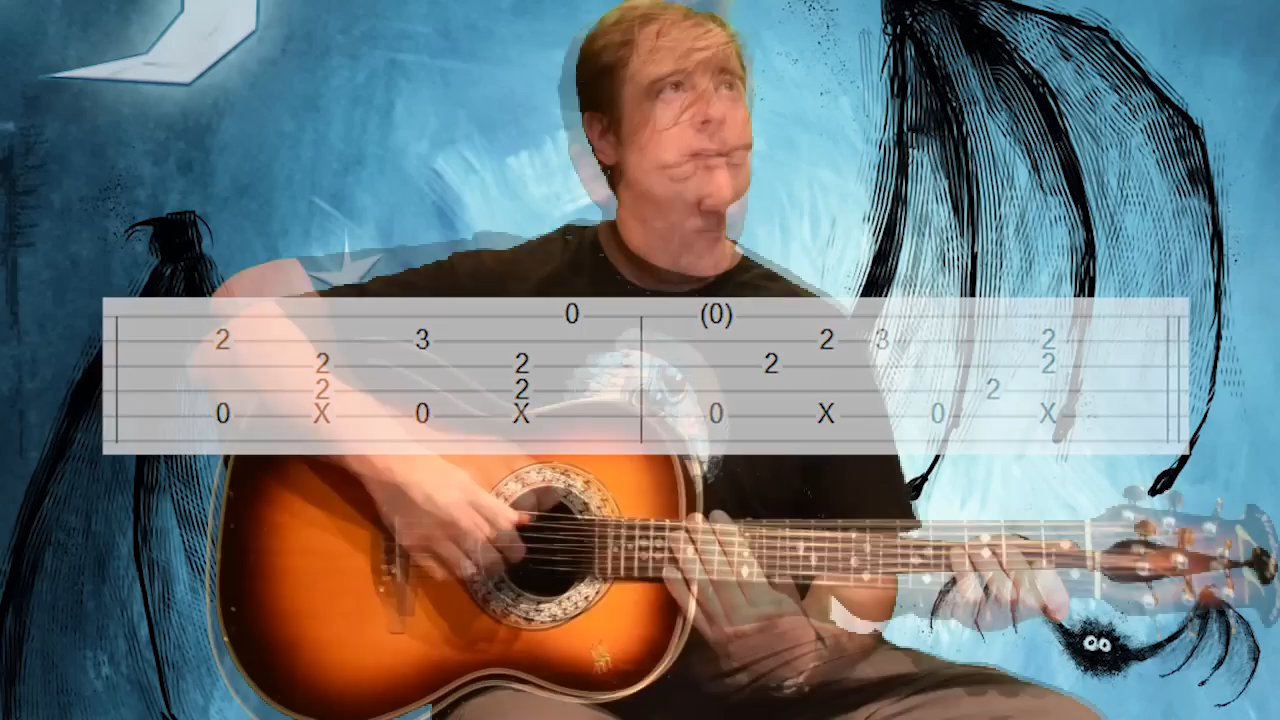 0 (0)
2 3 2 3 2
2 2 2 2
2 2 2
0 X 0 X 0 X 0 X